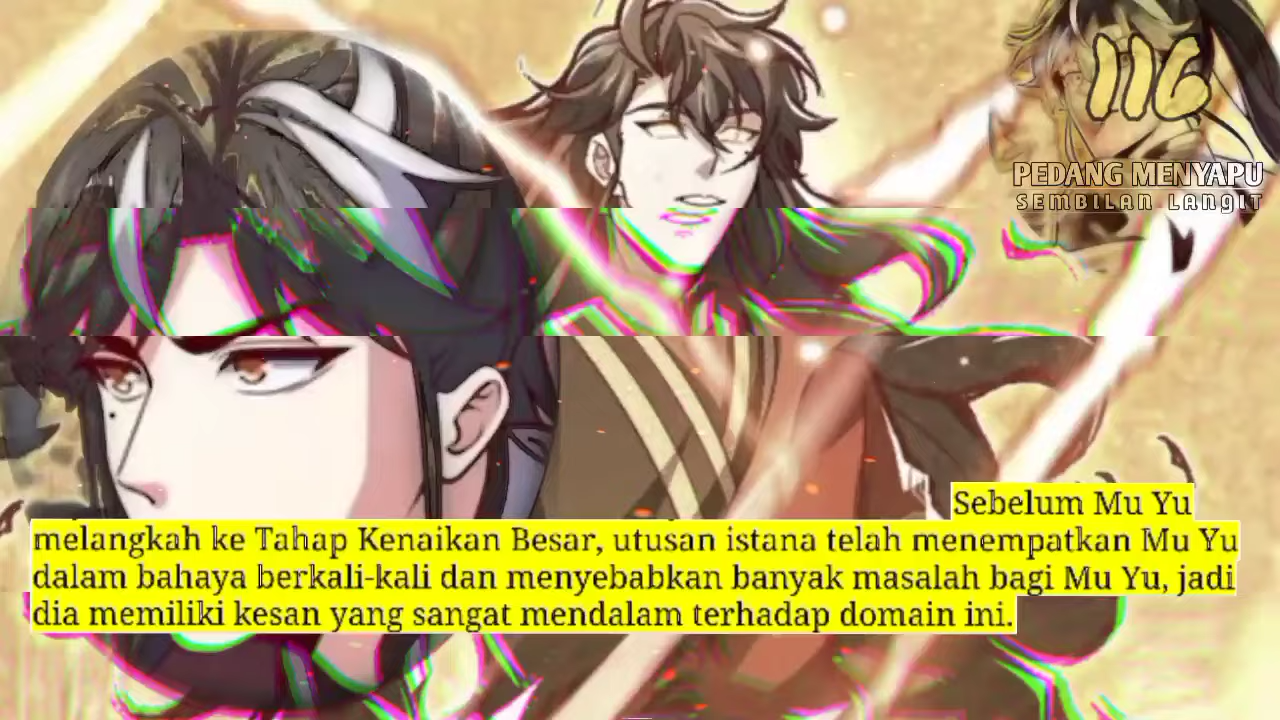 116
PEDANG MENYAPU
SEMBILAN LANGIT
Sebelum Mu Yu
melangkah ke Tahap Kenaikan Besar, utusan istana telah menempatkan Mu Yu
dalam bahaya berkali-kali dan menyebabkan banyak masalah bagi Mu Yu, jadi
dia memiliki kesan yang sangat mendalam terhadap domain ini.